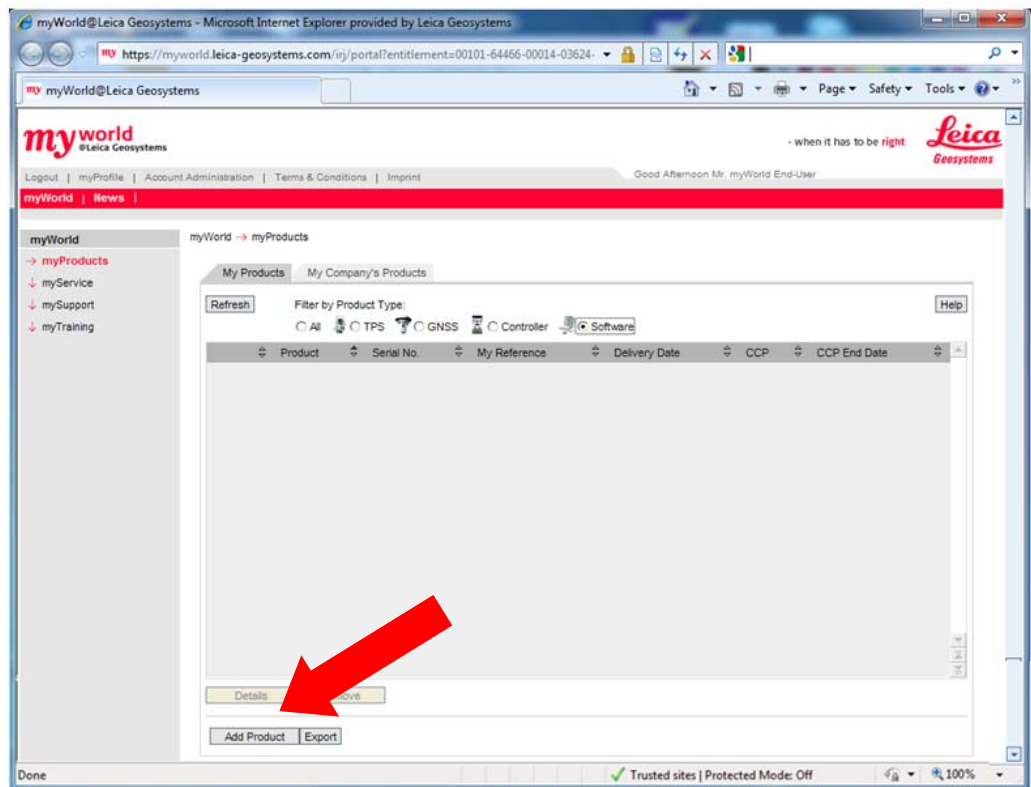 myWorld@Leica Geosystems - Microsoft Internet Explorer provided by Leica Geosystems
my https://myworld.leica-geosystems.com/irj/portal?entitlement=00101-64466-00014-03624-
my myWorld@Leica Geosystems Page Safety Tools
my world @Leica Geosystems
- when it has to be right
Leica Geosystems
Logout | myProfile | Account Administration | Terms & Conditions | Imprint
Good Afternoon Mr. myWorld End-User
myWorld | News |
myWorld
→ myProducts
↓ myService
↓ mySupport
↓ myTraining
myWorld → myProducts
My Products My Company's Products
Refresh Filter by Product Type: Help
All TPS GNSS Controller Software
Product Serial No. My Reference Delivery Date CCP CCP End Date
Details
Add Product Export
Done Trusted sites | Protected Mode: Off 100%